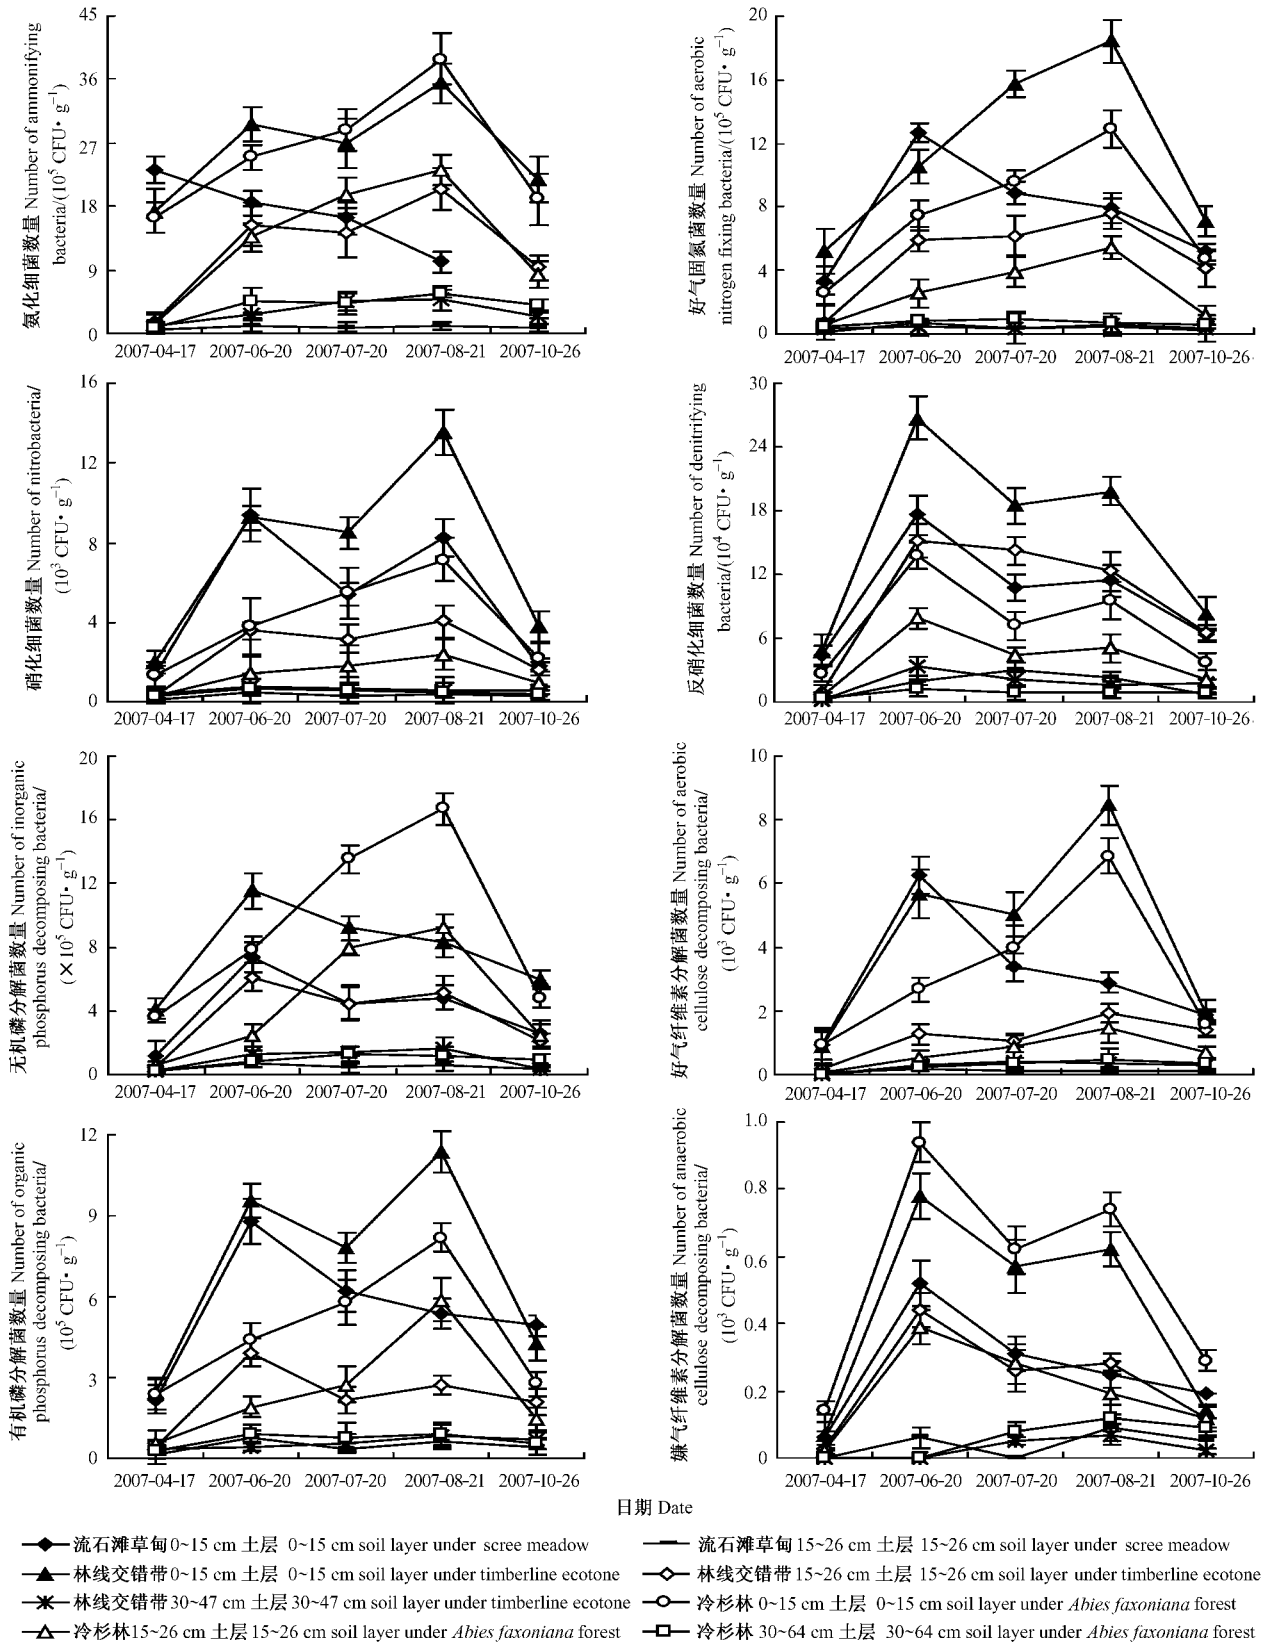 氨化细菌数量 Number of ammonifying
bacteria/(10⁵ CFU• g⁻¹)
45
36
27
18
9
0
2007-04-17 2007-06-20 2007-07-20 2007-08-21 2007-10-26
好气固氮菌数量 Number of aerobic
nitrogen fixing bacteria/(10⁵ CFU• g⁻¹)
20
16
12
8
4
0
2007-04-17 2007-06-20 2007-07-20 2007-08-21 2007-10-26
硝化细菌数量 Number of nitrobacteria/
(10³ CFU• g⁻¹)
16
12
8
4
0
2007-04-17 2007-06-20 2007-07-20 2007-08-21 2007-10-26
反硝化细菌数量 Number of denitrifying
bacteria/(10⁴ CFU• g⁻¹)
30
24
18
12
6
0
2007-04-17 2007-06-20 2007-07-20 2007-08-21 2007-10-26
无机磷分解菌数量 Number of inorganic
phosphorus decomposing bacteria/
(×10⁵ CFU• g⁻¹)
20
16
12
8
4
0
2007-04-17 2007-06-20 2007-07-20 2007-08-21 2007-10-26
好气纤维素分解菌数量 Number of aerobic
cellulose decomposing bacteria/
(10³ CFU• g⁻¹)
10
8
6
4
2
0
2007-04-17 2007-06-20 2007-07-20 2007-08-21 2007-10-26
有机磷分解菌数量 Number of organic
phosphorus decomposing bacteria/
(10⁵ CFU• g⁻¹)
12
9
6
3
0
2007-04-17 2007-06-20 2007-07-20 2007-08-21 2007-10-26
嫌气纤维素分解菌数量 Number of anaerobic
cellulose decomposing bacteria/
(10³ CFU• g⁻¹)
1.0
0.8
0.6
0.4
0.2
0
2007-04-17 2007-06-20 2007-07-20 2007-08-21 2007-10-26
日期 Date
流石滩草甸0~15 cm 土层 0~15 cm soil layer under scree meadow
流石滩草甸15~26 cm 土层 15~26 cm soil layer under scree meadow
林线交错带0~15 cm 土层 0~15 cm soil layer under timberline ecotone
林线交错带15~26 cm 土层 15~26 cm soil layer under timberline ecotone
林线交错带30~47 cm 土层30~47 cm soil layer under timberline ecotone
冷杉林 0~15 cm 土层 0~15 cm soil layer under Abies faxoniana forest
冷杉林15~26 cm 土层15~26 cm soil layer under Abies faxoniana forest
冷杉林 30~64 cm 土层 30~64 cm soil layer under Abies faxoniana forest